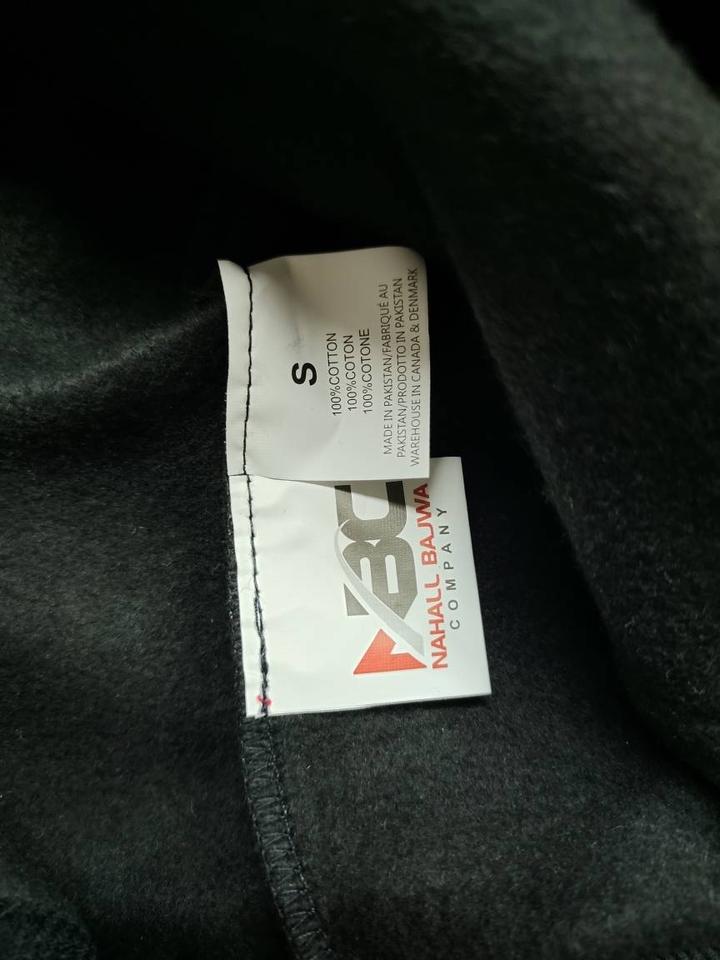 S
100%COTTON
100%COTON
100%COTONE
MADE IN PAKISTAN/FABRIQUÉ AU
PAKISTAN/PRODOTTO IN PAKISTAN
WAREHOUSE IN CANADA & DENMARK
NAHALL BAJWA
COMPANY